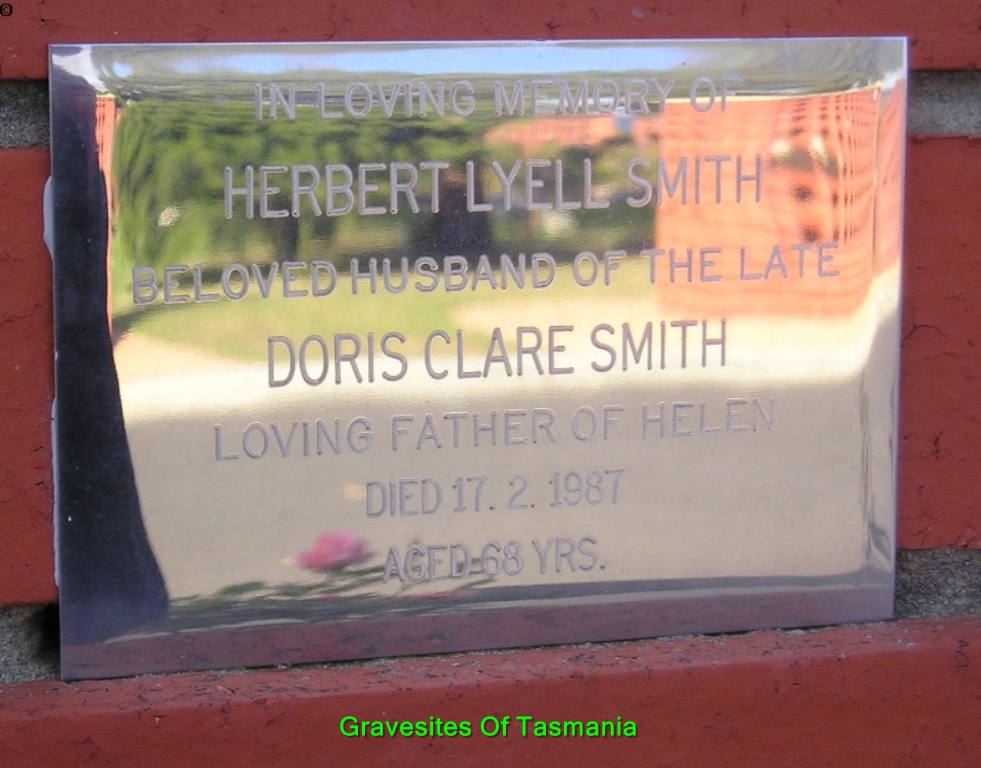 ©
IN LOVING MEMORY OF
HERBERT LYELL SMITH
BELOVED HUSBAND OF THE LATE
DORIS CLARE SMITH
LOVING FATHER OF HELEN
DIED 17. 2. 1987
AGED 68 YRS.
Gravesites Of Tasmania